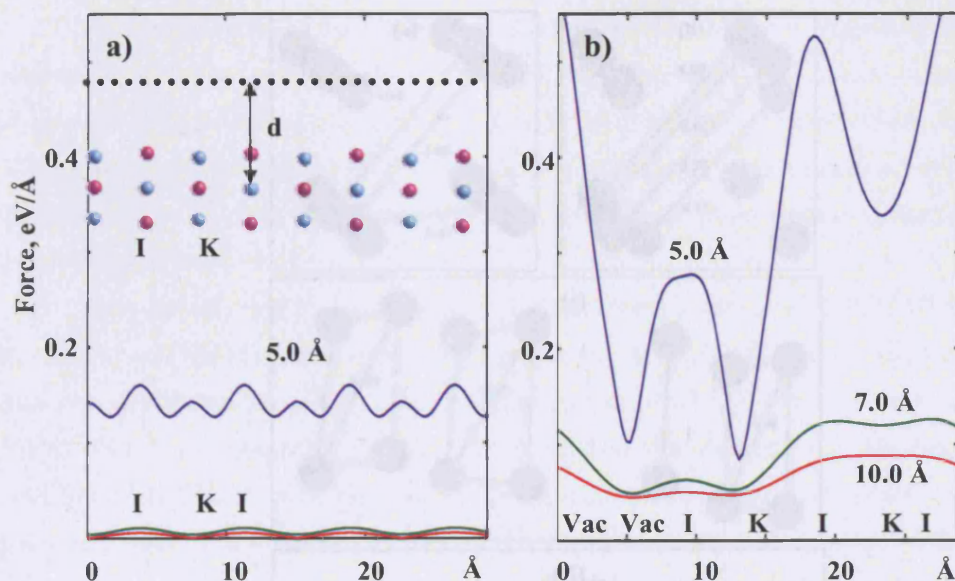 a)
d
I K
Force, eV/Å
0.4
0.2
5.0 Å
I K I
0 10 20 Å
b)
0.4
0.2
5.0 Å
7.0 Å
10.0 Å
Vac Vac I K I K I
0 10 20 Å